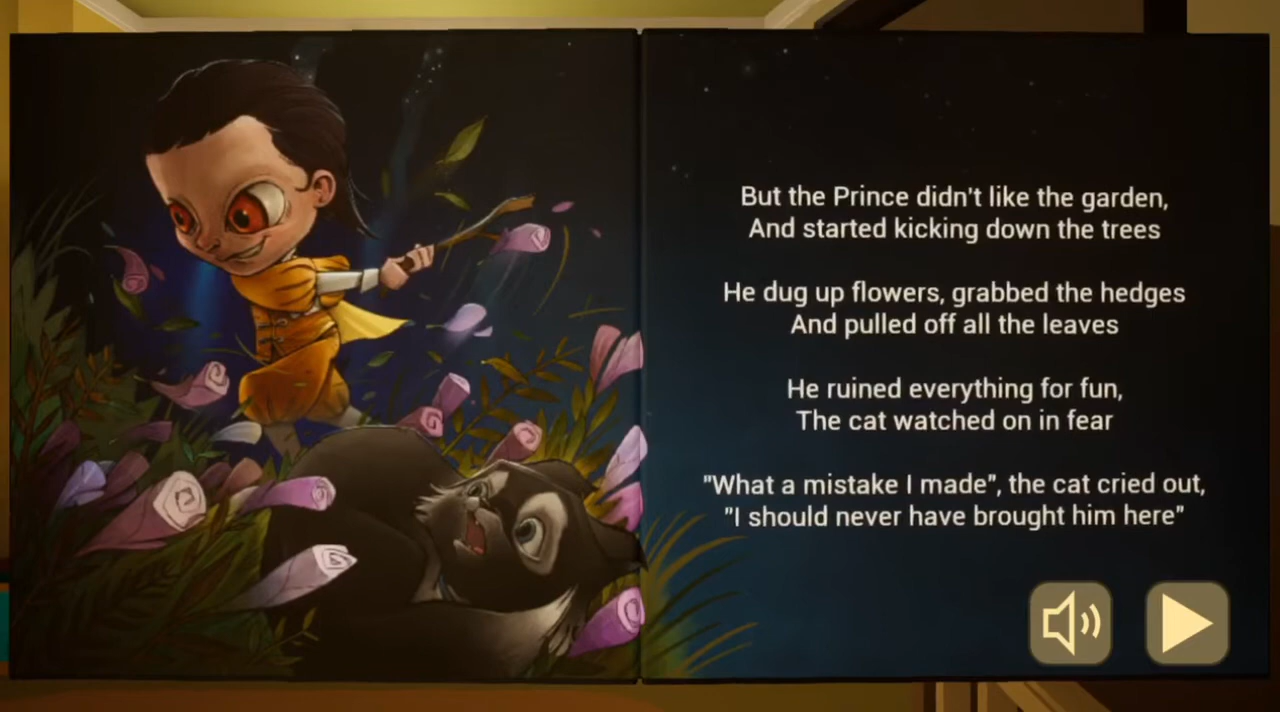 But the Prince didn't like the garden,
And started kicking down the trees
He dug up flowers, grabbed the hedges
And pulled off all the leaves
He ruined everything for fun,
The cat watched on in fear
"What a mistake I made", the cat cried out,
"I should never have brought him here"